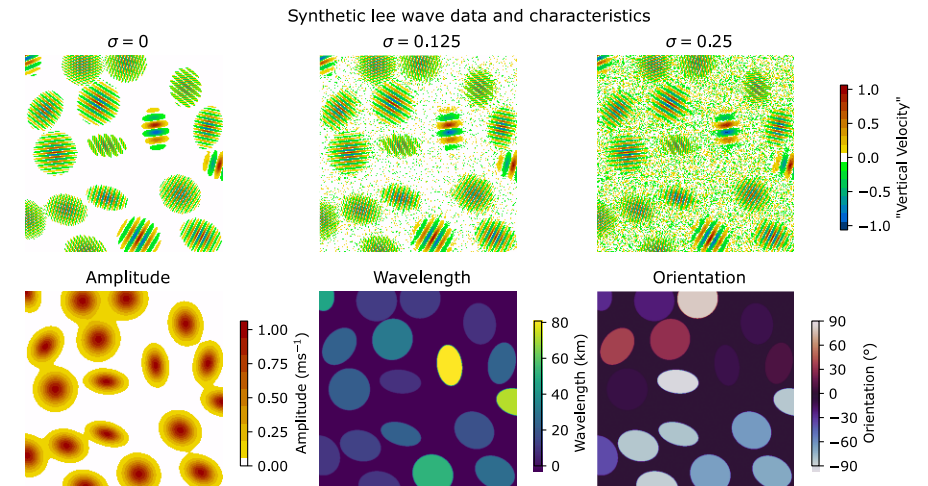 Synthetic lee wave data and characteristics
σ = 0
σ = 0.125
σ = 0.25
1.0
0.5
0.0
−0.5
−1.0
"Vertical Velocity"
Amplitude
Wavelength
Orientation
1.00
0.75
0.50
0.25
0.00
Amplitude (ms⁻¹)
80
60
40
20
0
Wavelength (km)
90
60
30
0
−30
−60
−90
Orientation (°)